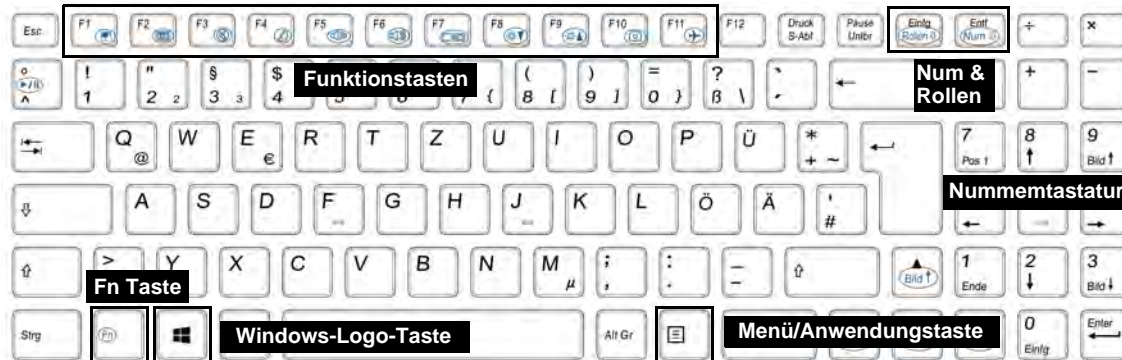 Esc F1 F2 F3 F4 F5 F6 F7 F8 F9 F10 F11 F12 Druck Pause Einfg Entf ÷ ×
S-Abf Untbr Rollen Num
Funktionstasten
Num &
Rollen
° ! " § $ ( ) = ? ` ← + −
^ 1 2 2 3 3 4 { 8 [ 9 ] 0 } ß \ ´
Q W E R T Z U I O P Ü * 7 8 9
@ € + ~ Pos 1 ↑ Bild ↑
A S D F G H J K L Ö Ä ' Nummerntastatur
# ← →
⇧ > Y X C V B N M ; : _ ⇧ ▲ 1 2 3
µ , . – Bild ↑ Ende ↓ Bild ↓
Fn Taste
Strg Fn Windows-Logo-Taste Alt Gr Menü/Anwendungstaste 0 Enter
Einfg